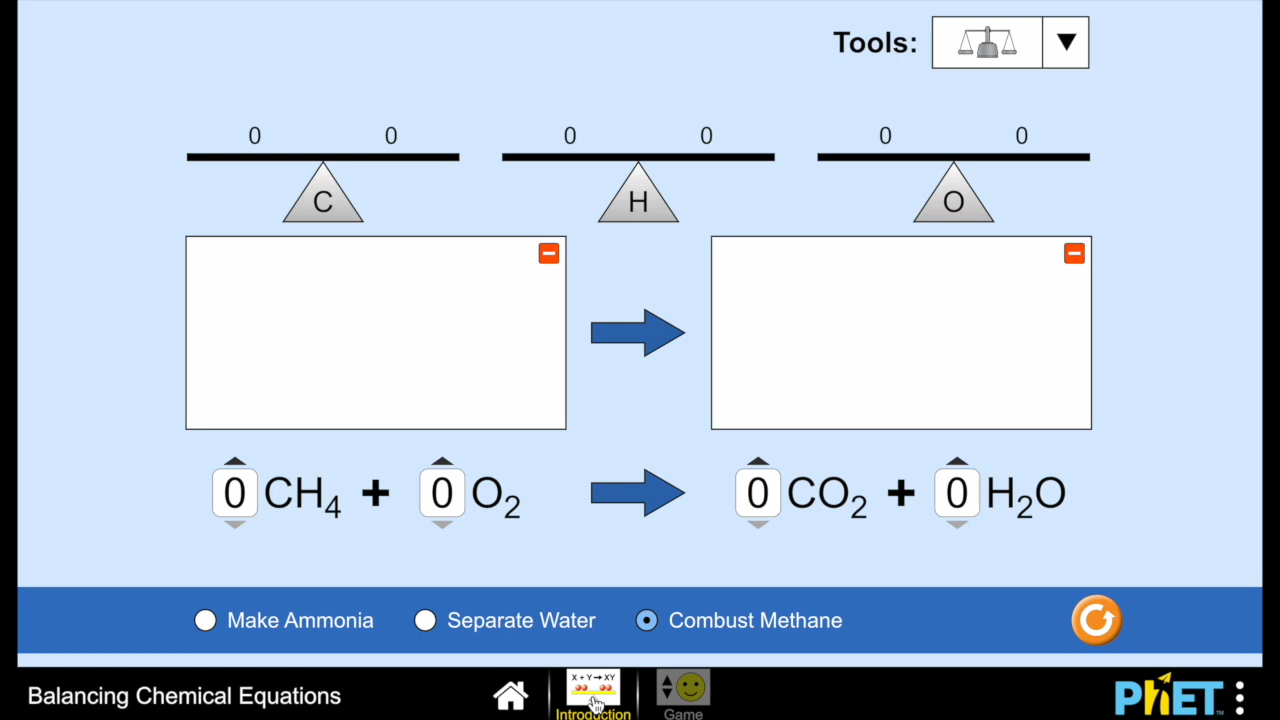 Tools: ▼
0 0 0 0 0 0
C H O
0 CH₄ + 0 O₂ 0 CO₂ + 0 H₂O
Make Ammonia Separate Water Combust Methane
X + Y → XY
Balancing Chemical Equations Introduction Game PhET™